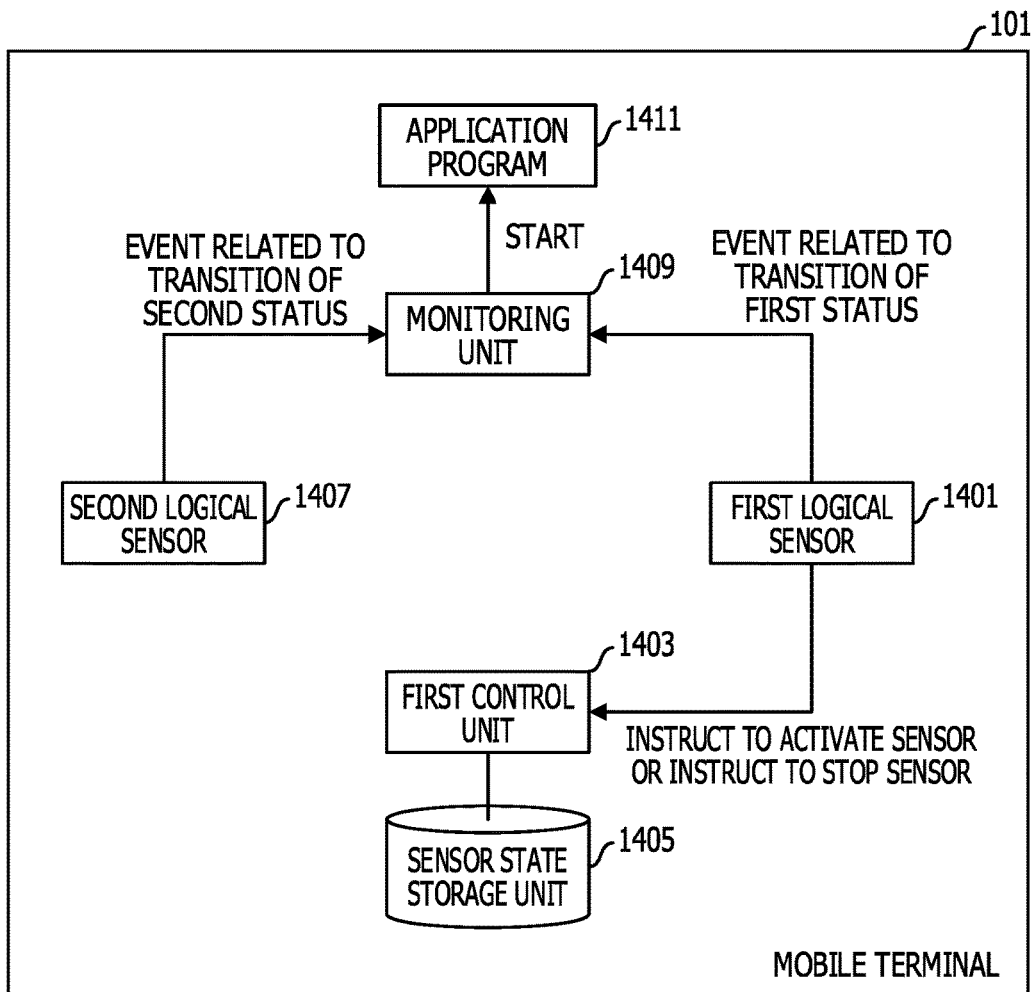 101
APPLICATION
PROGRAM
1411
START
EVENT RELATED TO
TRANSITION OF
SECOND STATUS
1409
EVENT RELATED TO
TRANSITION OF
FIRST STATUS
MONITORING
UNIT
SECOND LOGICAL
SENSOR
1407
FIRST LOGICAL
SENSOR
1401
1403
FIRST CONTROL
UNIT
INSTRUCT TO ACTIVATE SENSOR
OR INSTRUCT TO STOP SENSOR
SENSOR STATE
STORAGE UNIT
1405
MOBILE TERMINAL